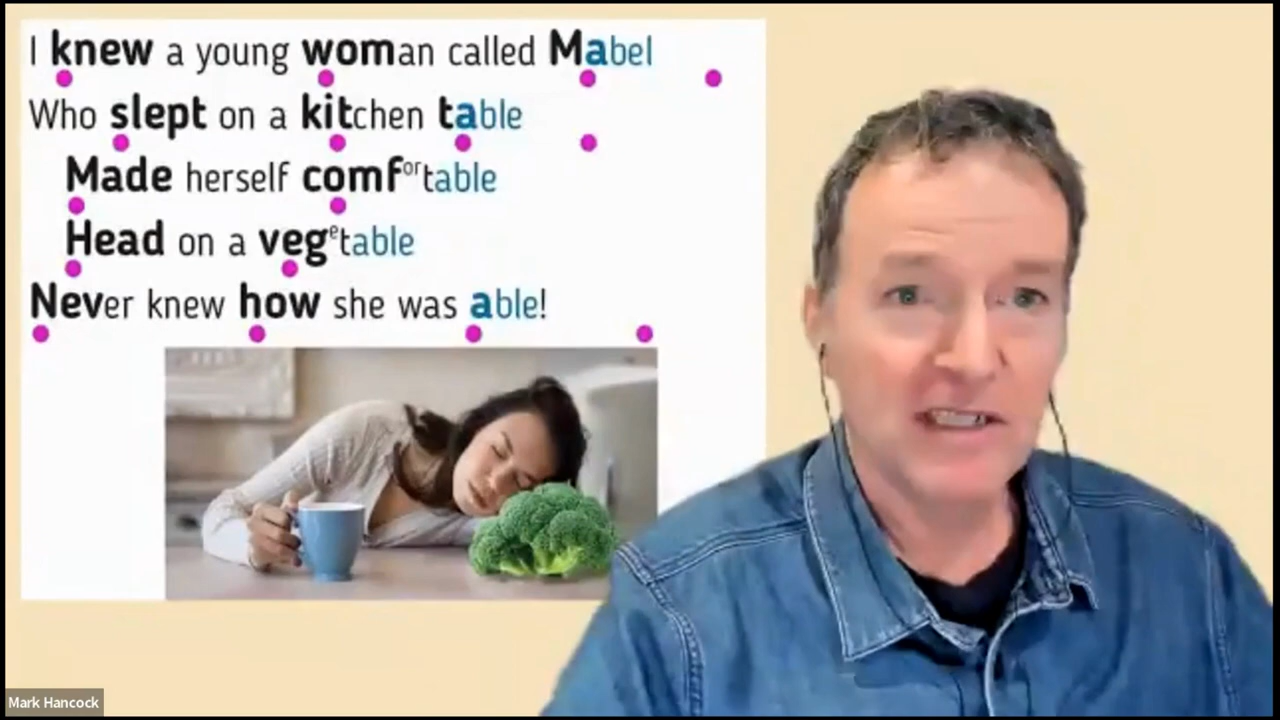 I knew a young woman called Mabel
Who slept on a kitchen table
Made herself comfortable
Head on a vegetable
Never knew how she was able!
Mark Hancock